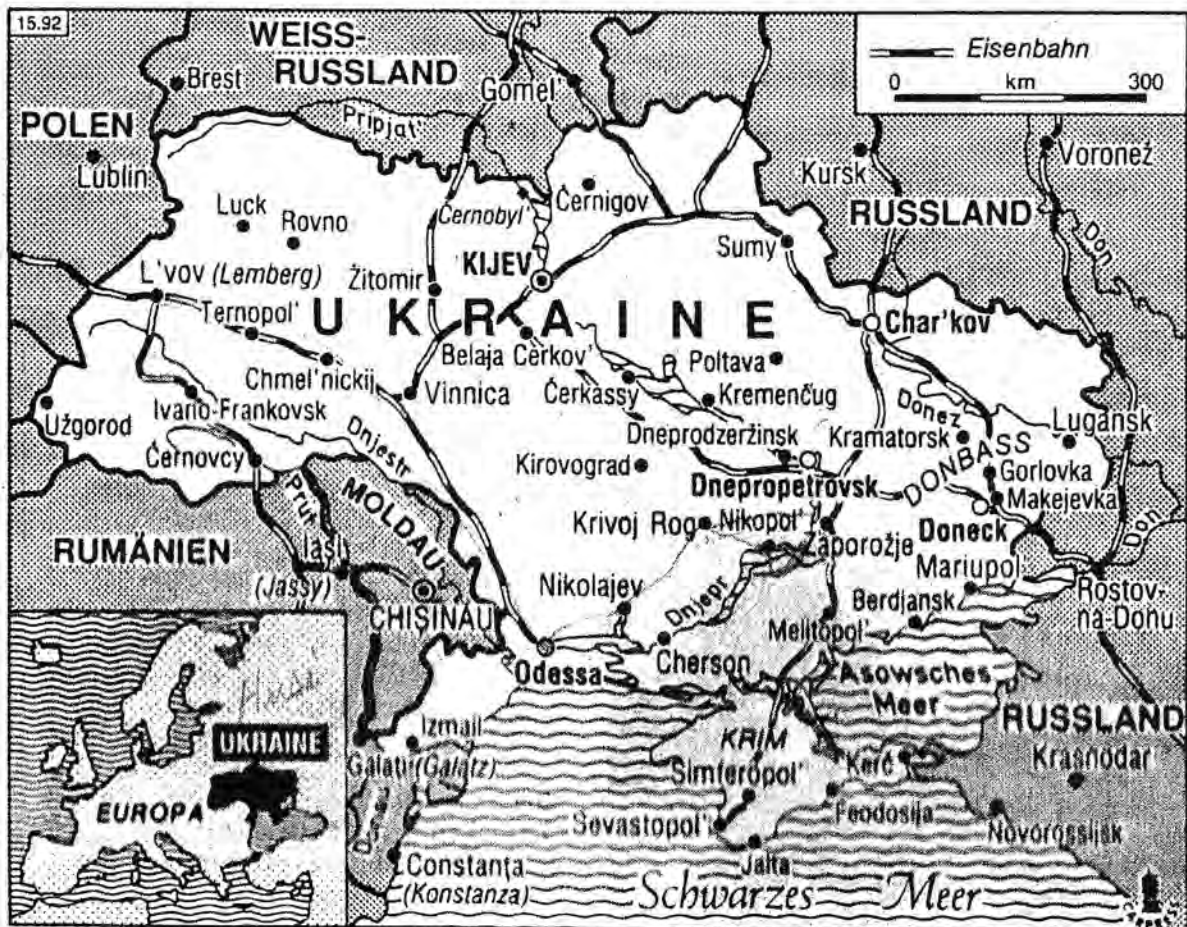 15.92
WEISS-
RUSSLAND
Brest
Gomel'
Eisenbahn
0 km 300
POLEN
Lublin
Pripjat'
Kursk
Voronež
RUSSLAND
Don
Luck
Rovno
Černobyl'
Černigov
Sumy
KIJEV
L'vov (Lemberg)
Žitomir
Ternopol'
UKRAINE
Char'kov
Belaja Cerkov'
Poltava
Chmel'nickij
Vinnica
Čerkassy
Kremenčug
Donez
Lugansk
Užgorod
Ivano-Frankovsk
Dnjestr
Dneprodzeržinsk
Kramatorsk
DONBASS
Černovcy
Kirovograd
Gorlovka
Dnepropetrovsk
Makejevka
Prut
MOLDAU
Krivoj Rog
Nikopol'
Doneck
Don
RUMÄNIEN
Iaşi
(Jassy)
Zaporožje
Mariupol
Nikolajev
Dnjepr
Berdjansk
Rostov-
na-Donu
CHIŞINĂU
Melitopol'
Odessa
Cherson
Asowsches
Meer
RUSSLAND
UKRAINE
Izmail
KRIM
Krasnodar
Galaţi (Galatz)
Simferopol'
Kerč
EUROPA
Feodosija
Sevastopol'
Novorossijsk
Jalta
Constanţa
(Konstanza)
Schwarzes Meer